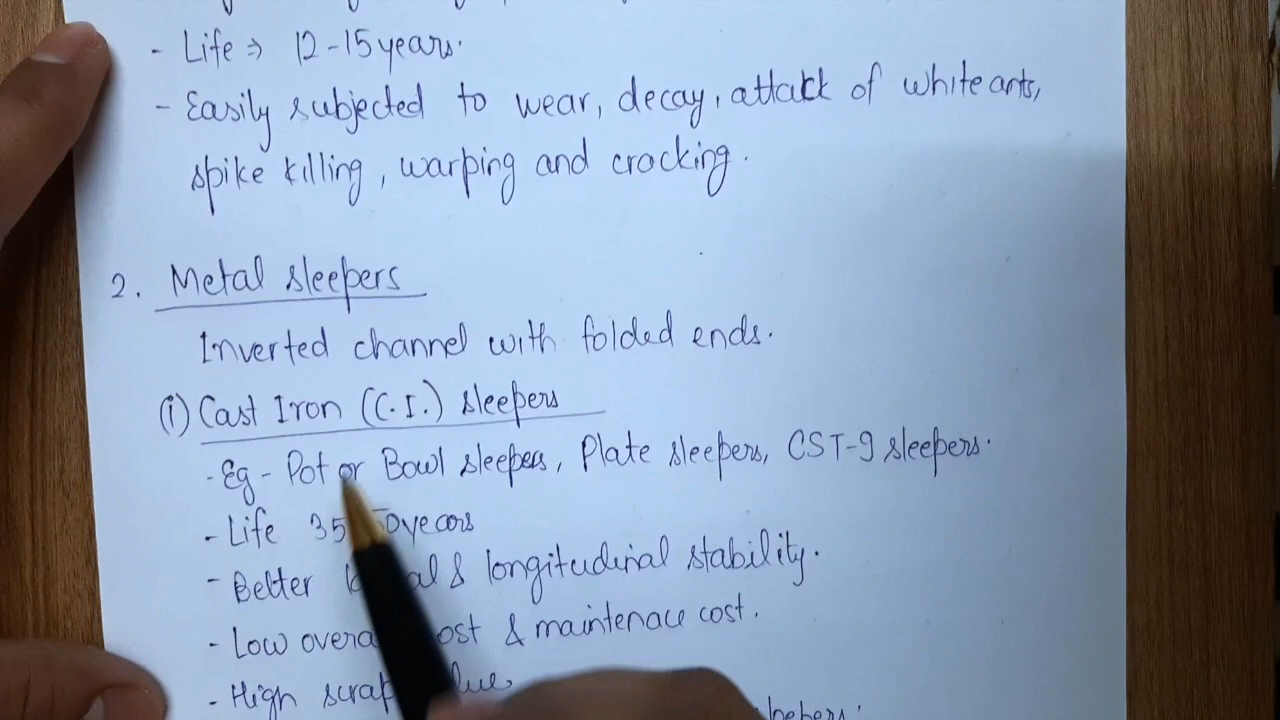 - Life ⇒ 12-15 years.
- Easily subjected to wear, decay, attack of white ants,
spike killing, warping and cracking.
2. Metal sleepers
Inverted channel with folded ends.
(i) Cast Iron (C.I.) sleepers
- Eg - Pot or Bowl sleepers, Plate sleepers, CST-9 sleepers.
- Life 35 years
- Better & longitudinal stability.
- Low & maintenace cost.
- High scrap